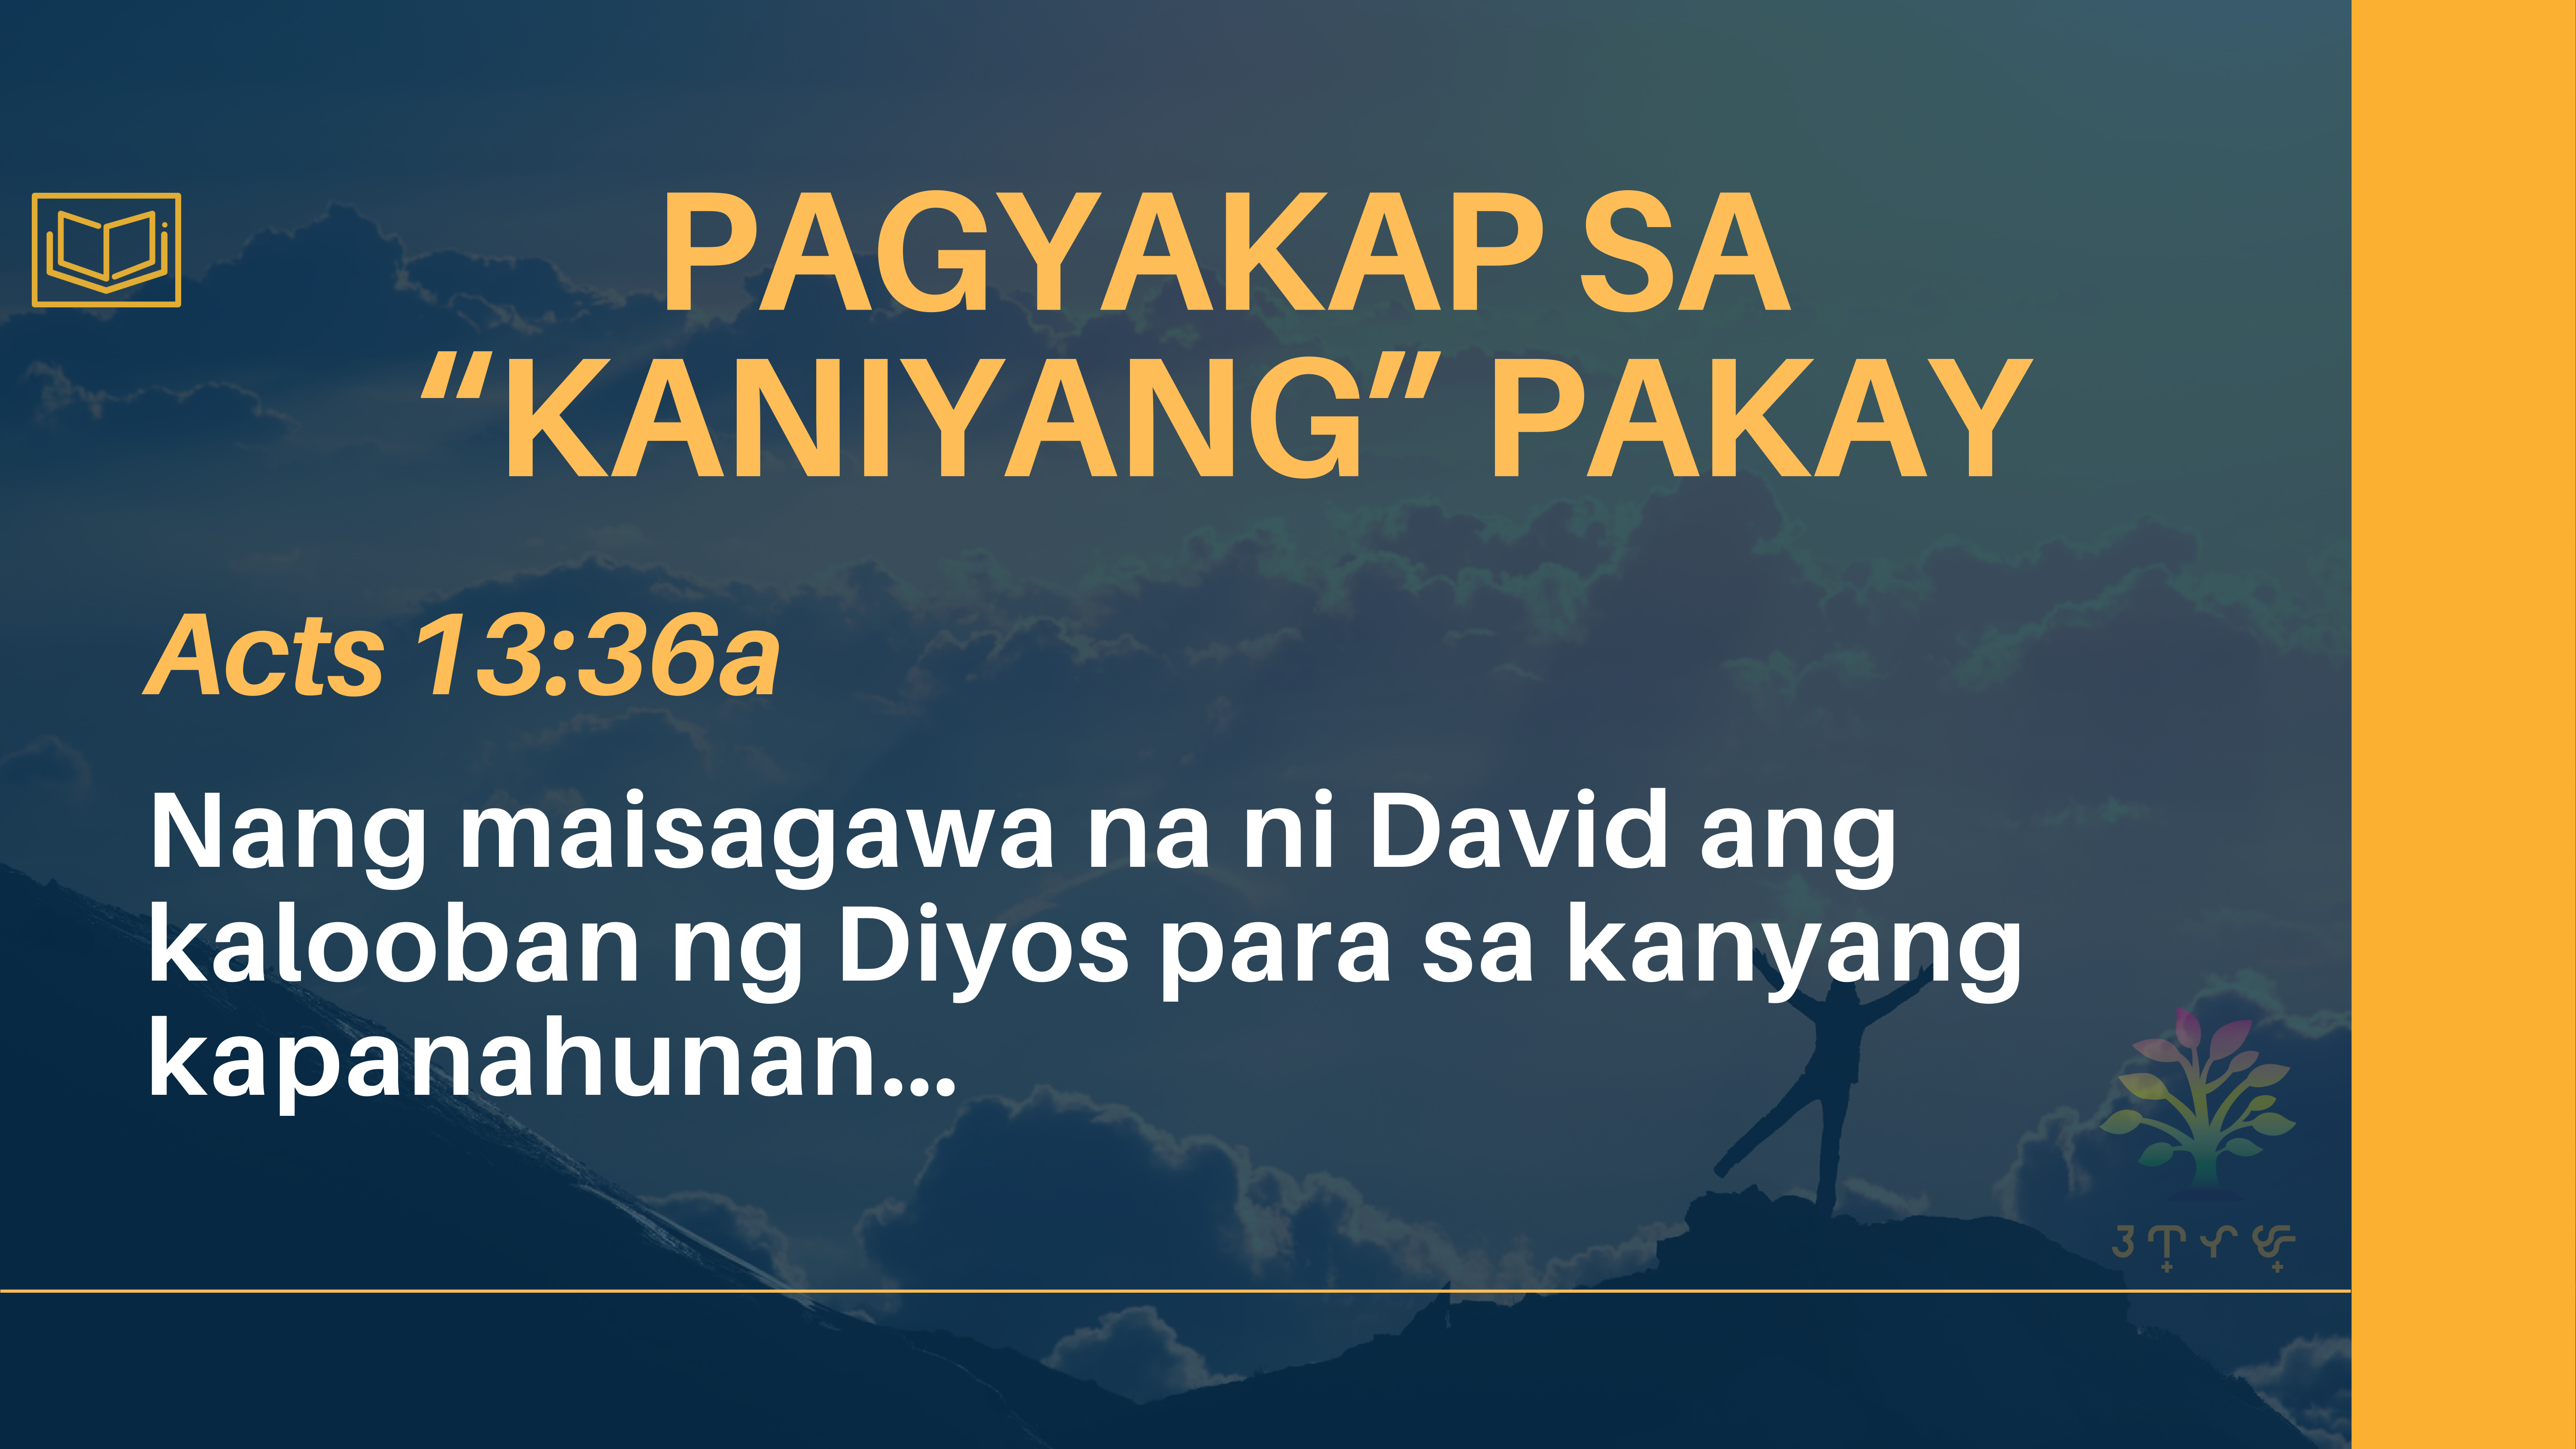 PAGYAKAP SA
“KANIYANG” PAKAY
Acts 13:36a
Nang maisagawa na ni David ang
kalooban ng Diyos para sa kanyang
kapanahunan...